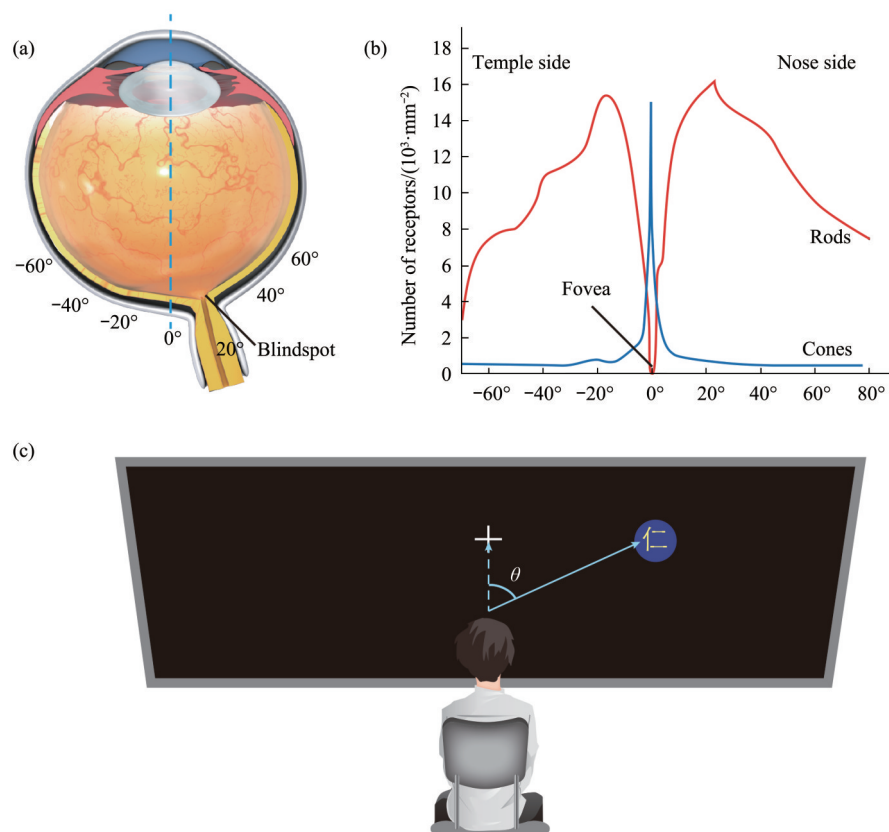 (a)
−60°
−40°
−20°
0°
20°
40°
60°
Blindspot
(b)
Number of receptors/(10³·mm⁻²)
18
16
14
12
10
8
6
4
2
0
Temple side
Nose side
Rods
Fovea
Cones
−60°
−40°
−20°
0°
20°
40°
60°
80°
(c)
θ
仁